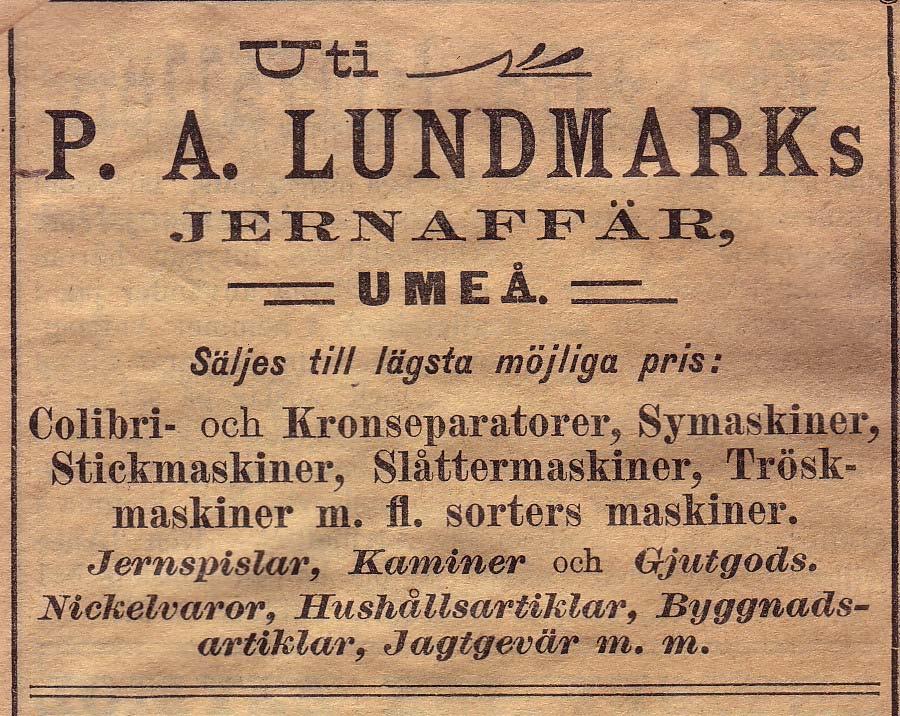 Uti
P. A. LUNDMARKs
JERNAFFÄR,
UMEÅ.
Säljes till lägsta möjliga pris:
Colibri- och Kronseparatorer, Symaskiner,
Stickmaskiner, Slåttermaskiner, Trösk-
maskiner m. fl. sorters maskiner.
Jernspislar, Kaminer och Gjutgods.
Nickelvaror, Hushållsartiklar, Byggnads-
artiklar, Jagtgevär m. m.